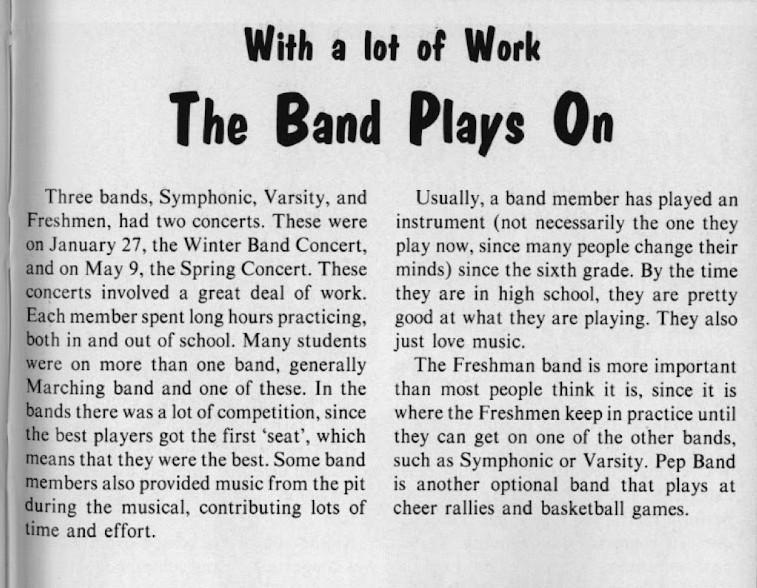 With a lot of Work
The Band Plays On
Three bands, Symphonic, Varsity, and
Freshmen, had two concerts. These were
on January 27, the Winter Band Concert,
and on May 9, the Spring Concert. These
concerts involved a great deal of work.
Each member spent long hours practicing,
both in and out of school. Many students
were on more than one band, generally
Marching band and one of these. In the
bands there was a lot of competition, since
the best players got the first ‘seat’, which
means that they were the best. Some band
members also provided music from the pit
during the musical, contributing lots of
time and effort.
Usually, a band member has played an
instrument (not necessarily the one they
play now, since many people change their
minds) since the sixth grade. By the time
they are in high school, they are pretty
good at what they are playing. They also
just love music.
The Freshman band is more important
than most people think it is, since it is
where the Freshmen keep in practice until
they can get on one of the other bands,
such as Symphonic or Varsity. Pep Band
is another optional band that plays at
cheer rallies and basketball games.